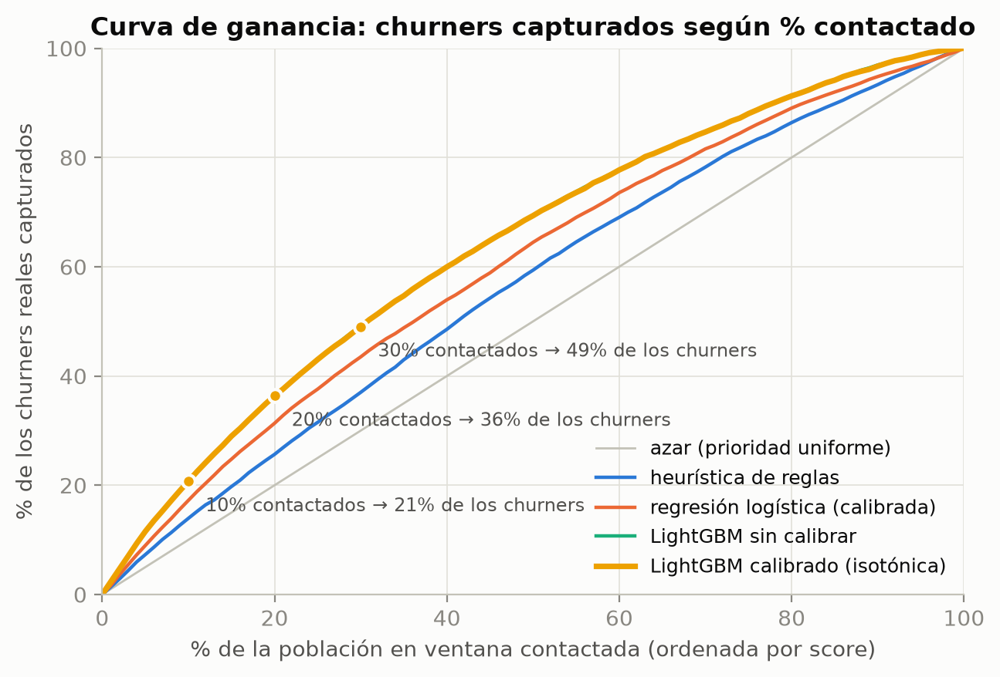 Curva de ganancia: churners capturados según % contactado
% de los churners reales capturados
100
80
60
40
20
0
30% contactados → 49% de los churners
20% contactados → 36% de los churners
10% contactados → 21% de los churners
azar (prioridad uniforme)
heurística de reglas
regresión logística (calibrada)
LightGBM sin calibrar
LightGBM calibrado (isotónica)
0 20 40 60 80 100
% de la población en ventana contactada (ordenada por score)